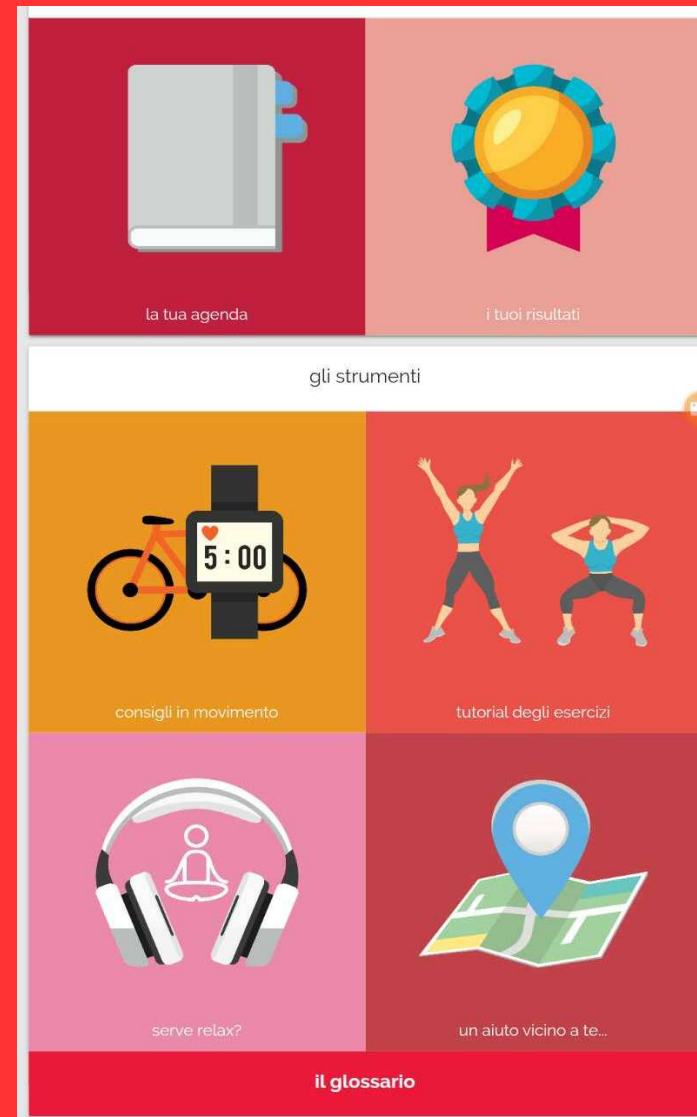 la tua agenda
i tuoi risultati
gli strumenti
5:00
consigli in movimento
tutorial degli esercizi
serve relax?
un aiuto vicino a te...
il glossario